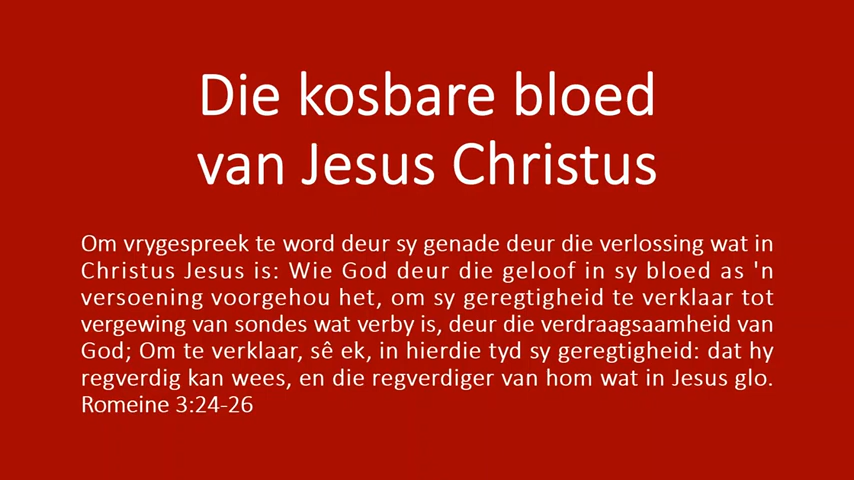 Die kosbare bloed
van Jesus Christus
Om vrygespreek te word deur sy genade deur die verlossing wat in
Christus Jesus is: Wie God deur die geloof in sy bloed as 'n
versoening voorgehou het, om sy geregtigheid te verklaar tot
vergewing van sondes wat verby is, deur die verdraagsaamheid van
God; Om te verklaar, sê ek, in hierdie tyd sy geregtigheid: dat hy
regverdig kan wees, en die regverdiger van hom wat in Jesus glo.
Romeine 3:24-26